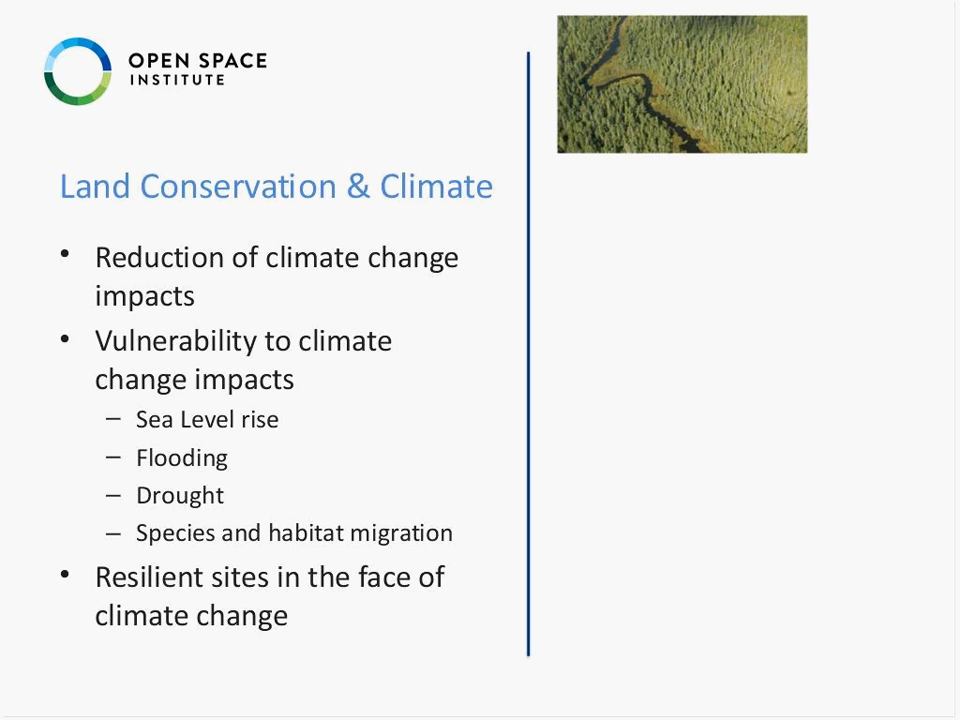 OPEN SPACE
INSTITUTE
Land Conservation & Climate
• Reduction of climate change
impacts
• Vulnerability to climate
change impacts
– Sea Level rise
– Flooding
– Drought
– Species and habitat migration
• Resilient sites in the face of
climate change